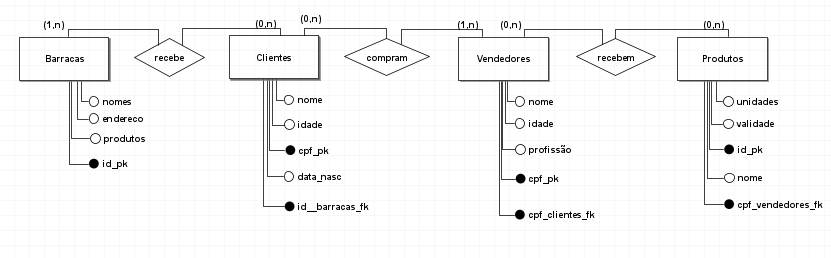 (1,n)
(0,n)
(0,n)
(1,n)
(0,n)
(0,n)
Barracas
recebe
Clientes
compram
Vendedores
recebem
Produtos
nomes
endereco
produtos
id_pk
nome
idade
cpf_pk
data_nasc
id__barracas_fk
nome
idade
profissão
cpf_pk
cpf_clientes_fk
unidades
validade
id_pk
nome
cpf_vendedores_fk